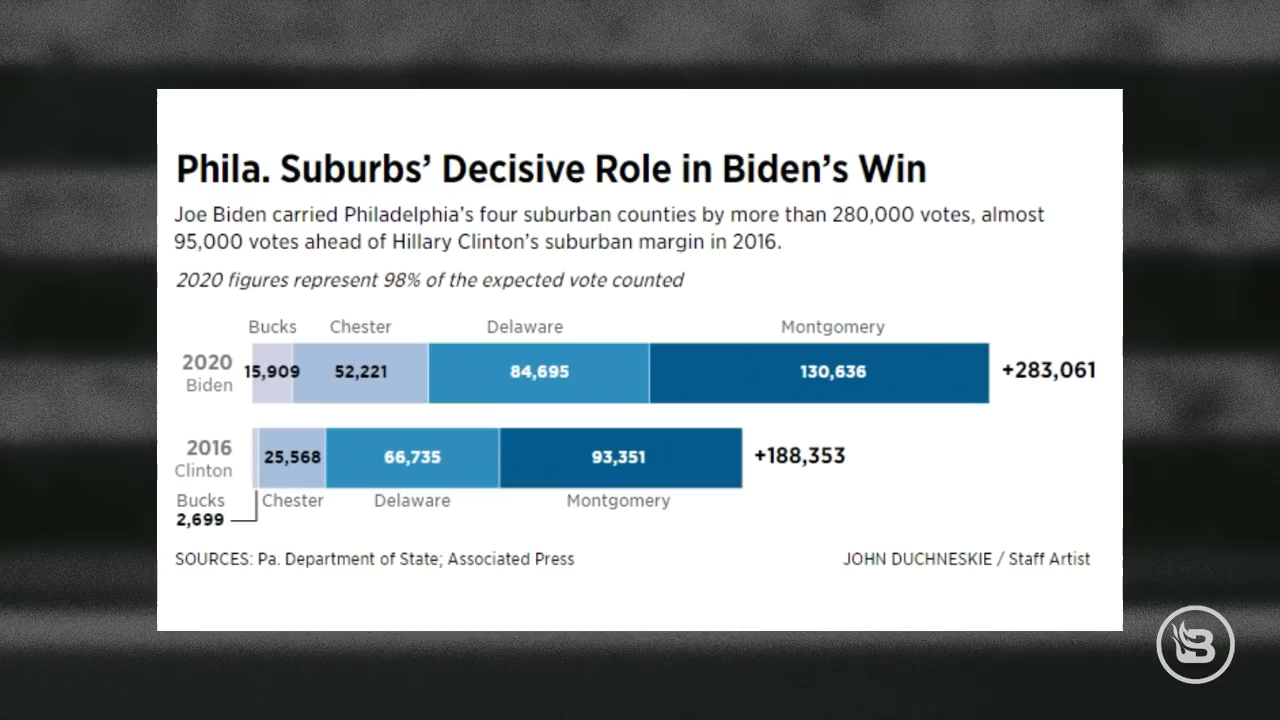 Phila. Suburbs’ Decisive Role in Biden’s Win
Joe Biden carried Philadelphia’s four suburban counties by more than 280,000 votes, almost
95,000 votes ahead of Hillary Clinton’s suburban margin in 2016.
2020 figures represent 98% of the expected vote counted
Bucks Chester Delaware Montgomery
2020
Biden
15,909 52,221 84,695 130,636 +283,061
2016
Clinton
25,568 66,735 93,351 +188,353
Bucks Chester Delaware Montgomery
2,699
SOURCES: Pa. Department of State; Associated Press JOHN DUCHNESKIE / Staff Artist
B